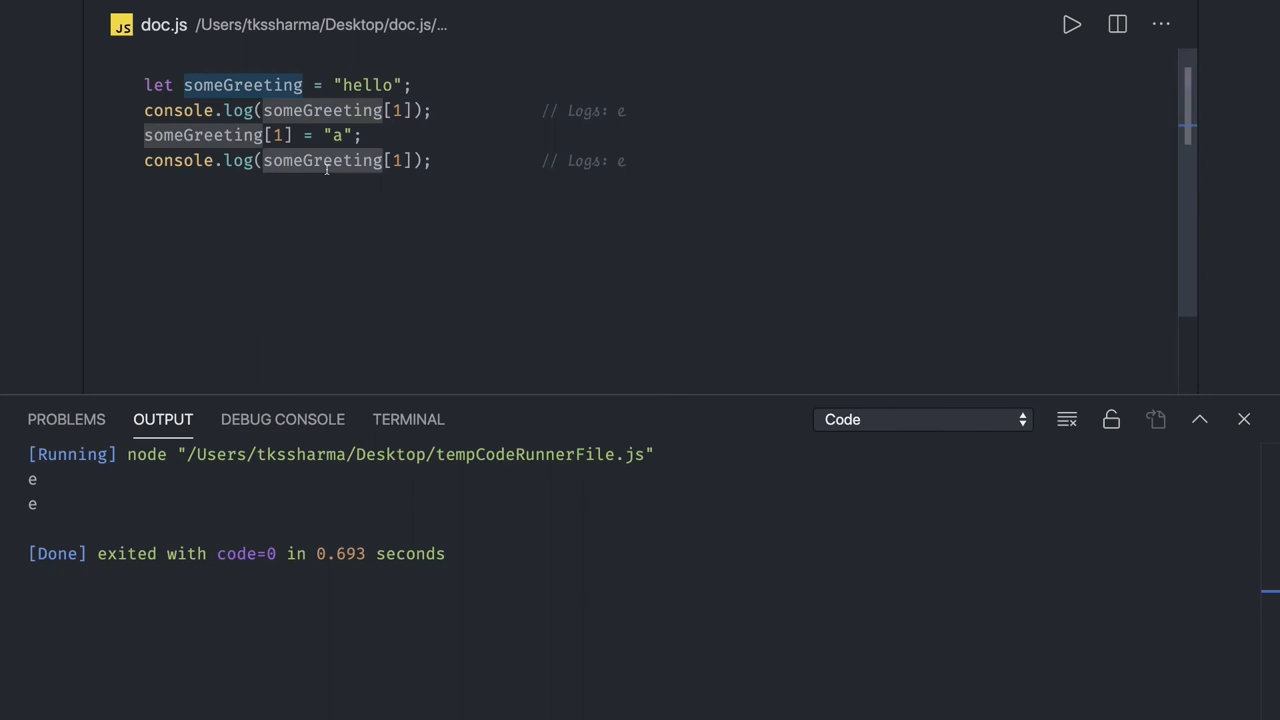 JS doc.js /Users/tkssharma/Desktop/doc.js/...
let someGreeting = "hello";
console.log(someGreeting[1]); // Logs: e
someGreeting[1] = "a";
console.log(someGreeting[1]); // Logs: e
PROBLEMS OUTPUT DEBUG CONSOLE TERMINAL Code
[Running] node "/Users/tkssharma/Desktop/tempCodeRunnerFile.js"
e
e
[Done] exited with code=0 in 0.693 seconds